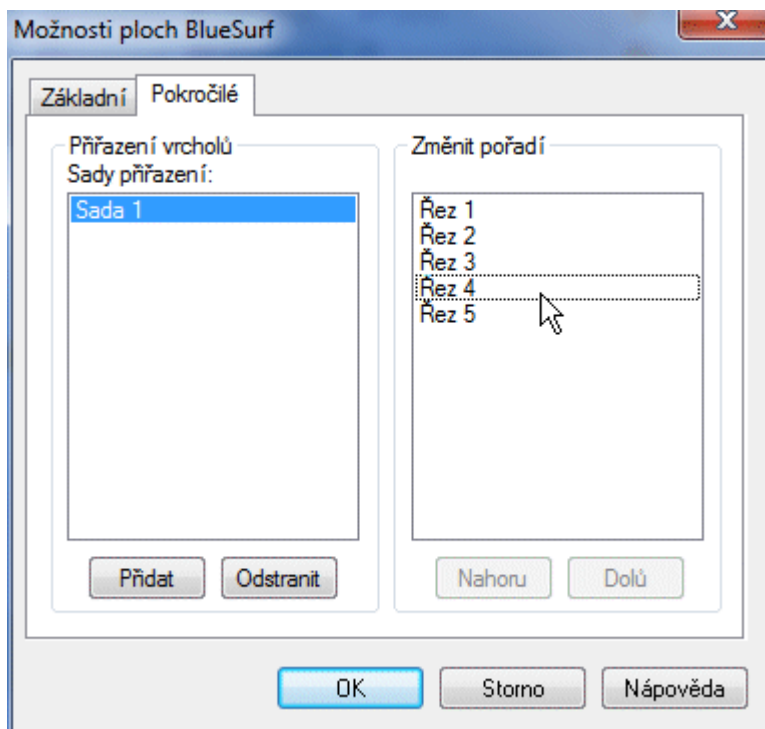 Možnosti ploch BlueSurf
Základní
Pokročilé
Přiřazení vrcholů
Sady přiřazení:
Sada 1
Přidat
Odstranit
Změnit pořadí
Řez 1
Řez 2
Řez 3
Řez 4
Řez 5
Nahoru
Dolů
OK
Storno
Nápověda